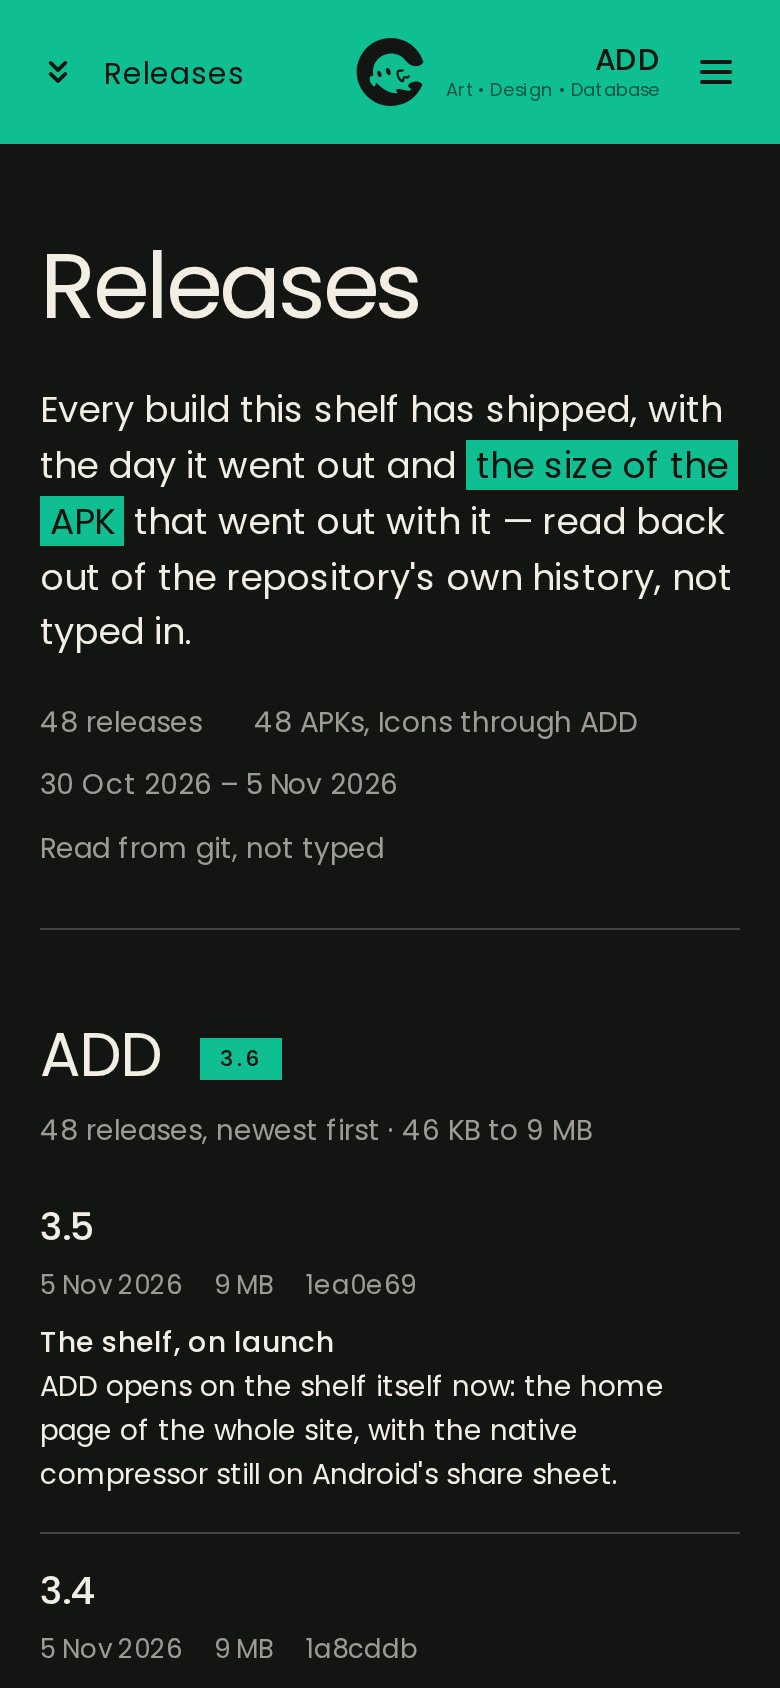 Releases
ADD
Art • Design • Database
Releases
Every build this shelf has shipped, with
the day it went out and the size of the
APK that went out with it — read back
out of the repository's own history, not
typed in.
48 releases 48 APKs, Icons through ADD
30 Oct 2026 – 5 Nov 2026
Read from git, not typed
ADD 3.6
48 releases, newest first · 46 KB to 9 MB
3.5
5 Nov 2026 9 MB 1ea0e69
The shelf, on launch
ADD opens on the shelf itself now: the home
page of the whole site, with the native
compressor still on Android's share sheet.
3.4
5 Nov 2026 9 MB 1a8cddb